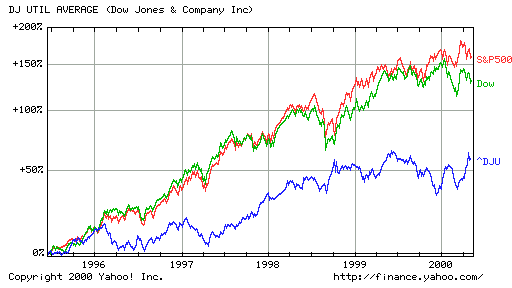 DJ UTIL AVERAGE (Dow Jones & Company Inc)
+200%
+150%
S&P500
Dow
+100%
+50%
^DJU
0%
1996 1997 1998 1999 2000
Copyright 2000 Yahoo! Inc. http://finance.yahoo.com/